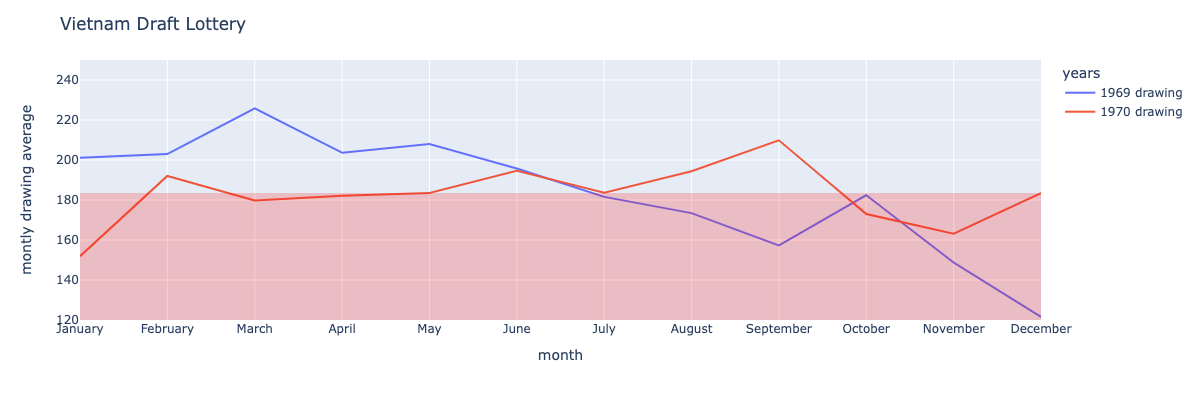 Vietnam Draft Lottery
montly drawing average
240
220
200
180
160
140
120
January February March April May June July August September October November December
month
years
1969 drawing
1970 drawing